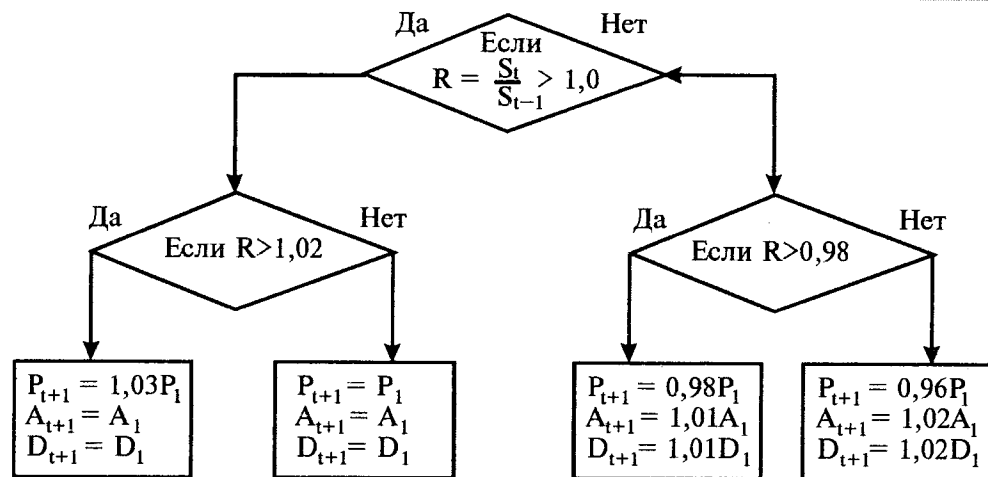 Да
Нет
Если
R = St/St−1 > 1,0
Да
Нет
Если R>1,02
Да
Нет
Если R>0,98
Pt+1 = 1,03P1
At+1 = A1
Dt+1 = D1
Pt+1 = P1
At+1 = A1
Dt+1 = D1
Pt+1 = 0,98P1
At+1 = 1,01A1
Dt+1 = 1,01D1
Pt+1 = 0,96P1
At+1 = 1,02A1
Dt+1 = 1,02D1